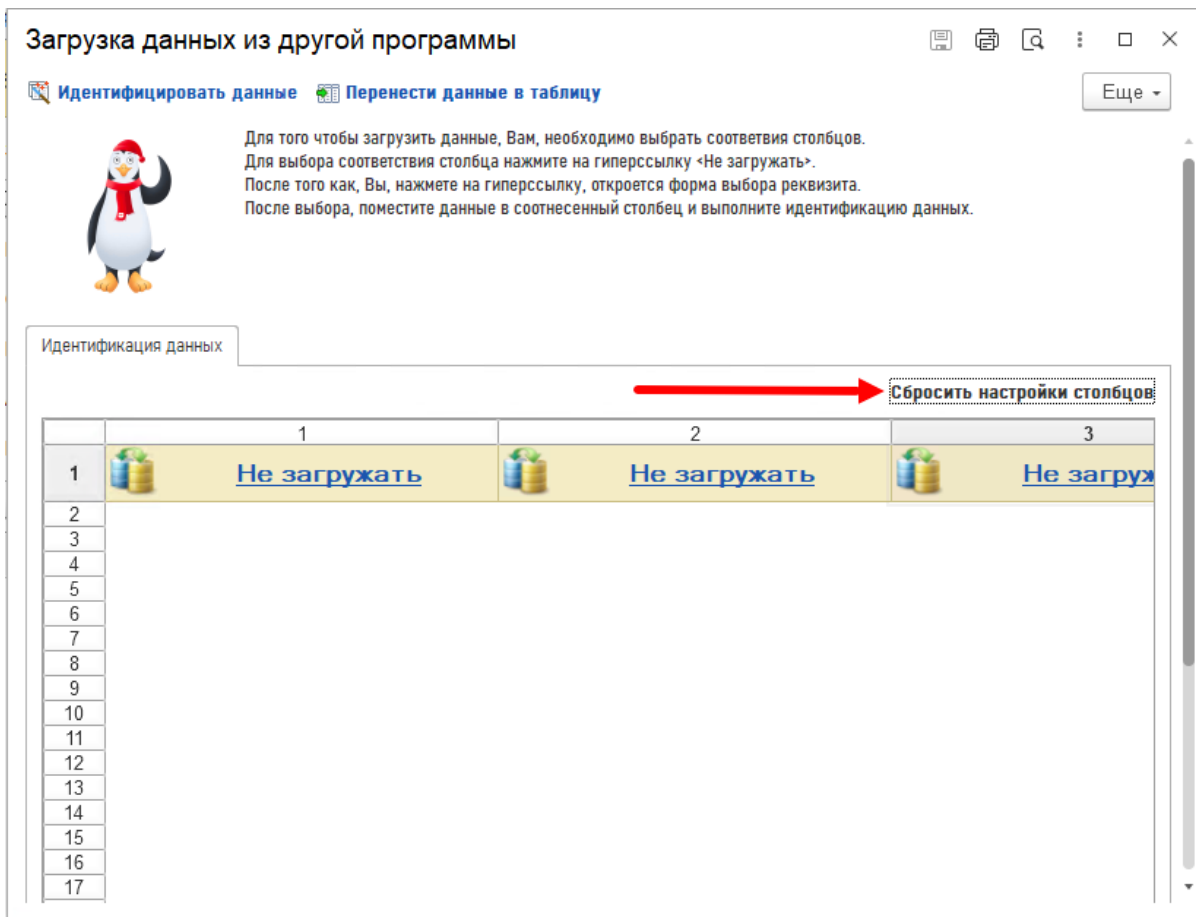 Загрузка данных из другой программы
Идентифицировать данные Перенести данные в таблицу Еще
Для того чтобы загрузить данные, Вам, необходимо выбрать соответвия столбцов.
Для выбора соответствия столбца нажмите на гиперссылку <Не загружать>.
После того как, Вы, нажмете на гиперссылку, откроется форма выбора реквизита.
После выбора, поместите данные в соотнесенный столбец и выполните идентификацию данных.
Идентификация данных
Сбросить настройки столбцов
1 2 3
1 Не загружать Не загружать Не загруж
2
3
4
5
6
7
8
9
10
11
12
13
14
15
16
17